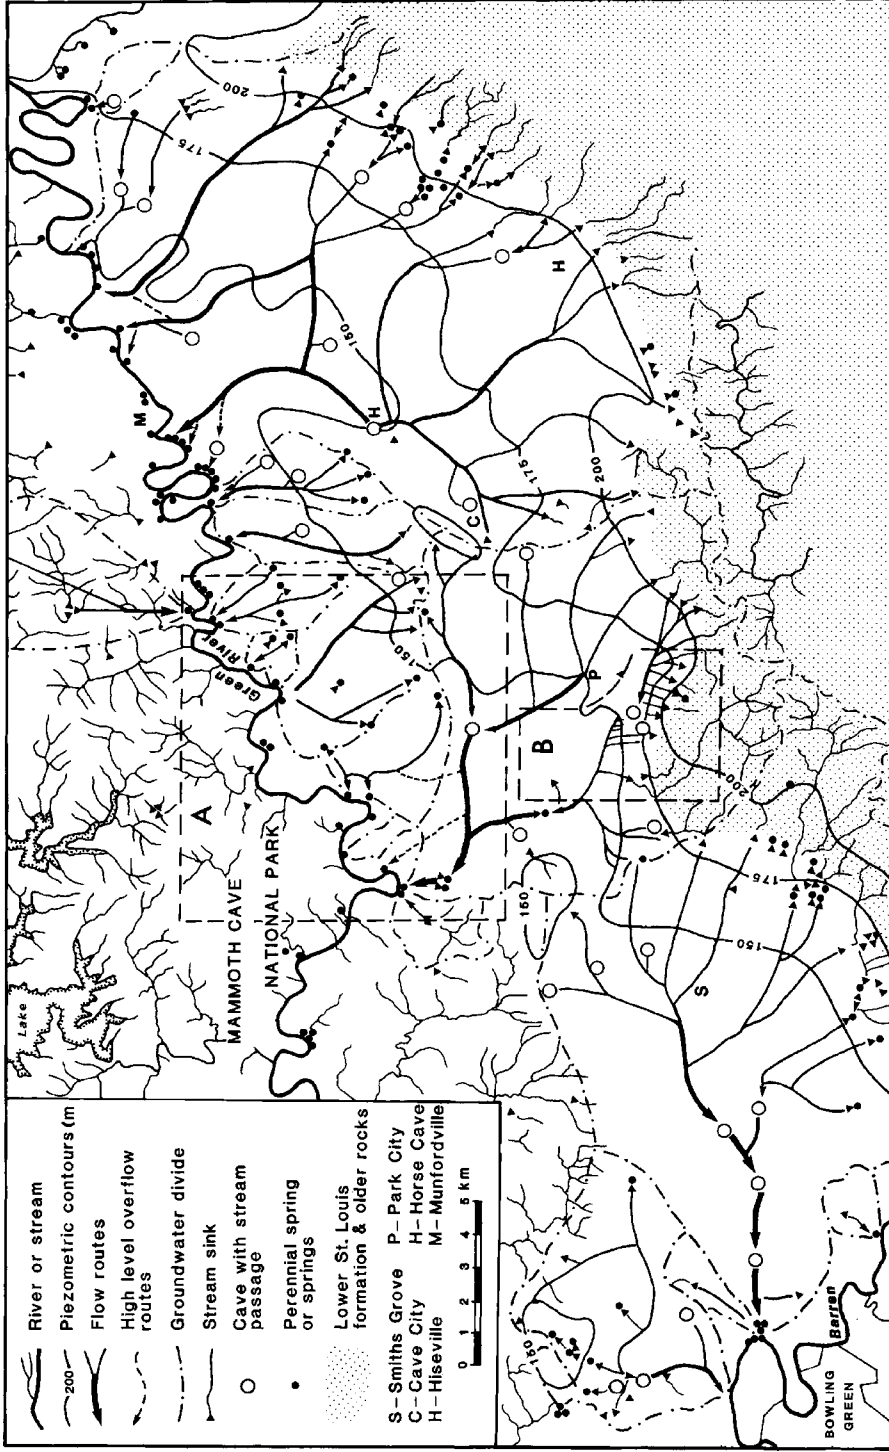 River or stream
200 Piezometric contours (m
Flow routes
High level overflow
routes
Groundwater divide
Stream sink
Cave with stream
passage
Perennial spring
or springs
Lower St. Louis
formation & older rocks
S–Smiths Grove P–Park City
C–Cave City H–Horse Cave
H–Hiseville M–Munfordville
0 1 2 3 4 5 km
Lake
MAMMOTH CAVE
NATIONAL PARK
A
Green River
M
H
C
B
P
H
S
200
175
150
150
175
200
150
200
175
150
150
Barren
BOWLING
GREEN